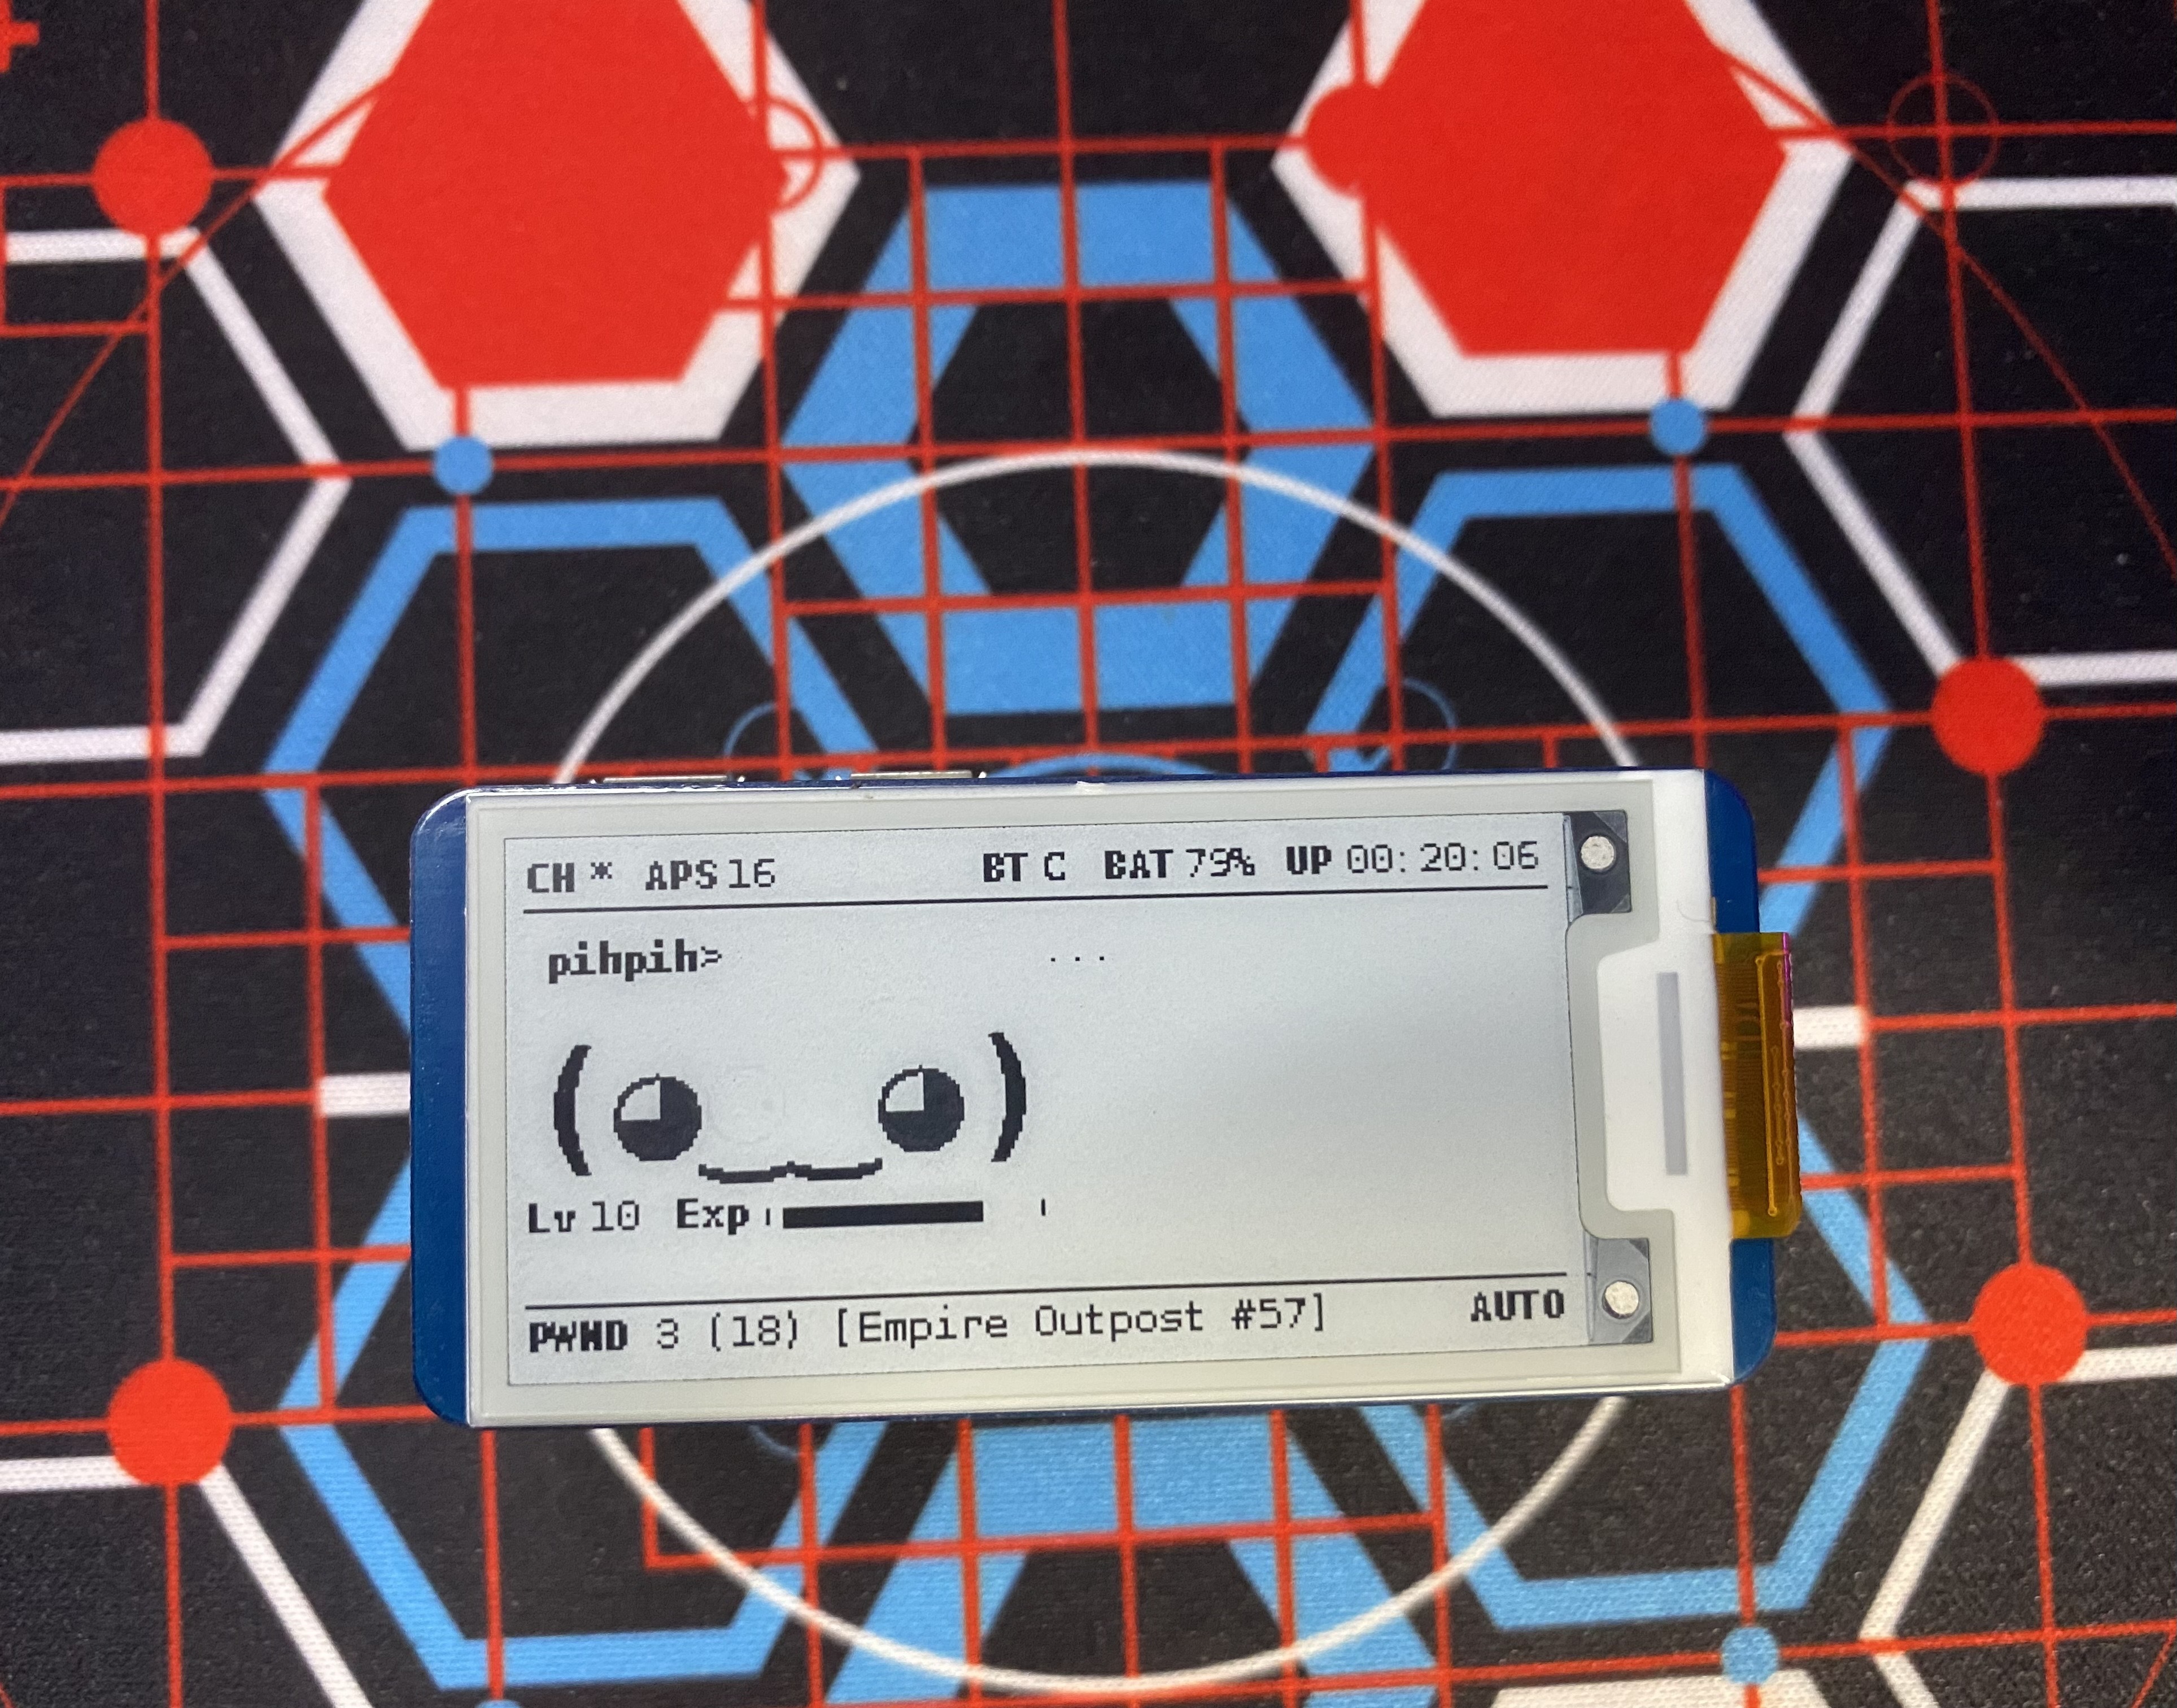 CH * APS 16 BT C BAT 79% UP 00:20:06
pihpih> ...
Lv 10 Exp
PWND 3 (18) [Empire Outpost #57] AUTO